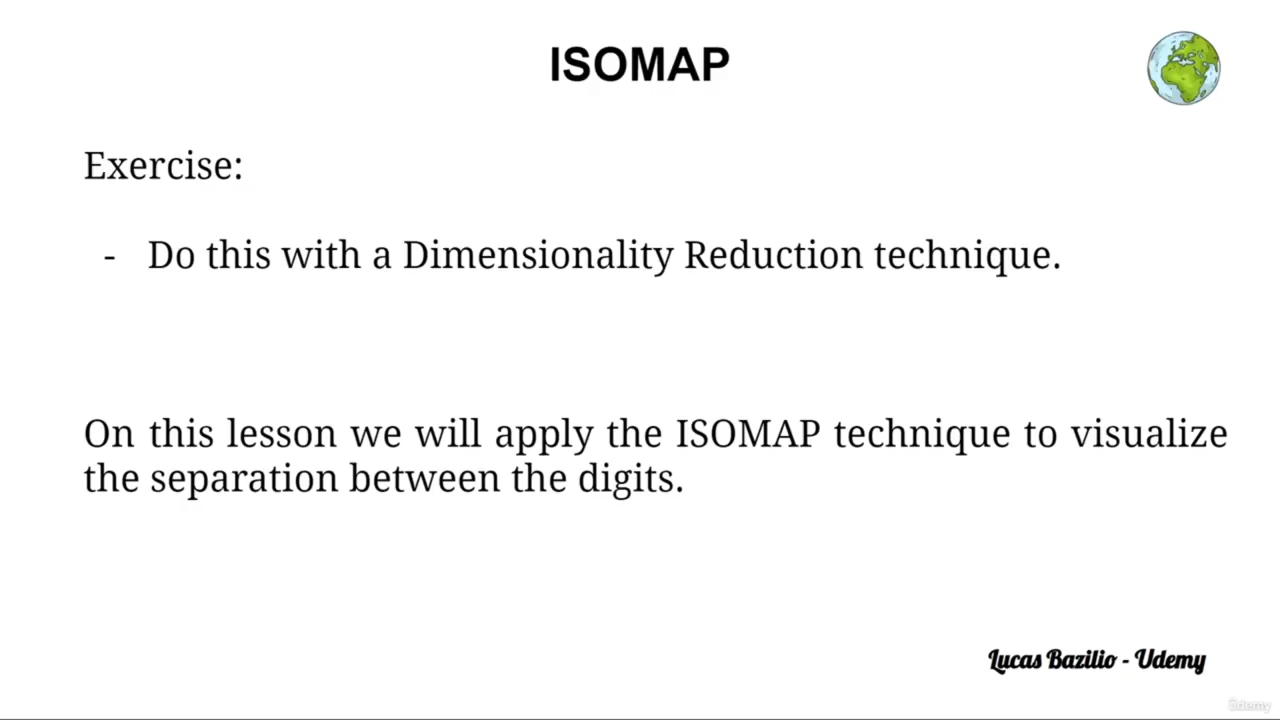 ISOMAP
Exercise:
- Do this with a Dimensionality Reduction technique.
On this lesson we will apply the ISOMAP technique to visualize
the separation between the digits.
Lucas Bazilio - Udemy
ûdemy